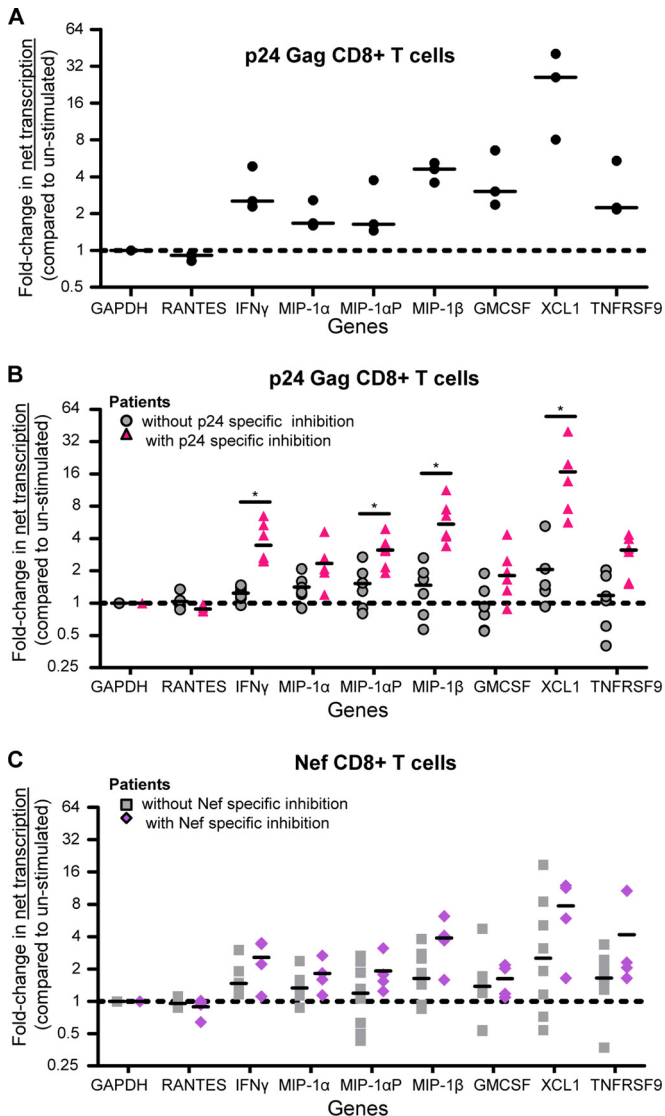 A
p24 Gag CD8+ T cells
Fold-change in net transcription
(compared to un-stimulated)
64
32
16
8
4
2
1
0.5
GAPDH RANTES IFNγ MIP-1α MIP-1αP MIP-1β GMCSF XCL1 TNFRSF9
Genes
B
p24 Gag CD8+ T cells
Patients
without p24 specific inhibition
with p24 specific inhibition
Fold-change in net transcription
(compared to un-stimulated)
64
32
16
8
4
2
1
0.5
0.25
* * * *
GAPDH RANTES IFNγ MIP-1α MIP-1αP MIP-1β GMCSF XCL1 TNFRSF9
Genes
C
Nef CD8+ T cells
Patients
without Nef specific inhibition
with Nef specific inhibition
Fold-change in net transcription
(compared to un-stimulated)
64
32
16
8
4
2
1
0.5
0.25
GAPDH RANTES IFNγ MIP-1α MIP-1αP MIP-1β GMCSF XCL1 TNFRSF9
Genes